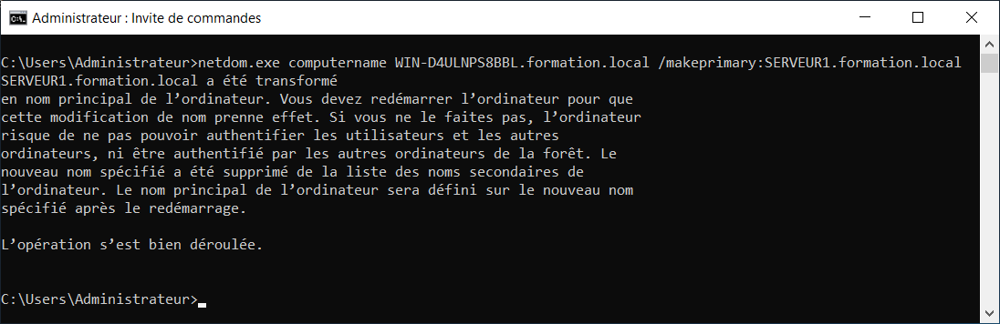 Administrateur : Invite de commandes
C:\Users\Administrateur>netdom.exe computername WIN-D4ULNPS8BBL.formation.local /makeprimary:SERVEUR1.formation.local
SERVEUR1.formation.local a été transformé
en nom principal de l’ordinateur. Vous devez redémarrer l’ordinateur pour que
cette modification de nom prenne effet. Si vous ne le faites pas, l’ordinateur
risque de ne pas pouvoir authentifier les utilisateurs et les autres
ordinateurs, ni être authentifié par les autres ordinateurs de la forêt. Le
nouveau nom spécifié a été supprimé de la liste des noms secondaires de
l’ordinateur. Le nom principal de l’ordinateur sera défini sur le nouveau nom
spécifié après le redémarrage.
L’opération s’est bien déroulée.
C:\Users\Administrateur>